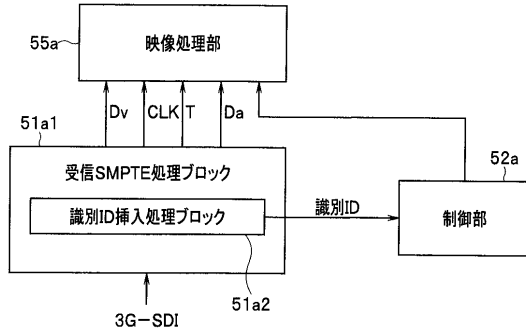 55a
映像処理部
51a1
Dv
CLK
T
Da
受信SMPTE処理ブロック
識別ID挿入処理ブロック
識別ID
52a
制御部
51a2
3G－SDI